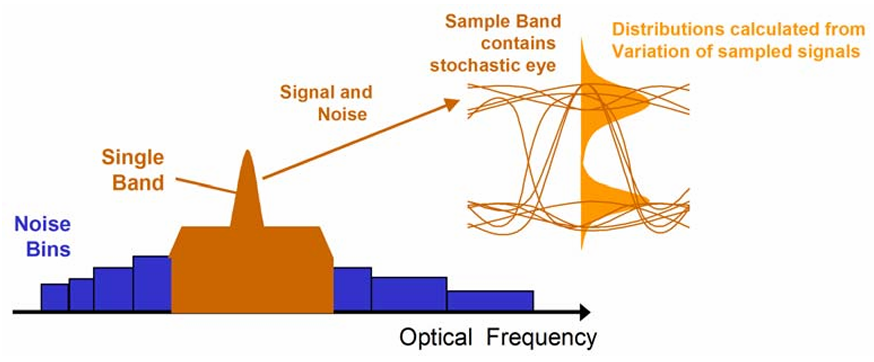 Sample Band
contains
stochastic eye
Distributions calculated from
Variation of sampled signals
Signal and
Noise
Single
Band
Noise
Bins
Optical Frequency